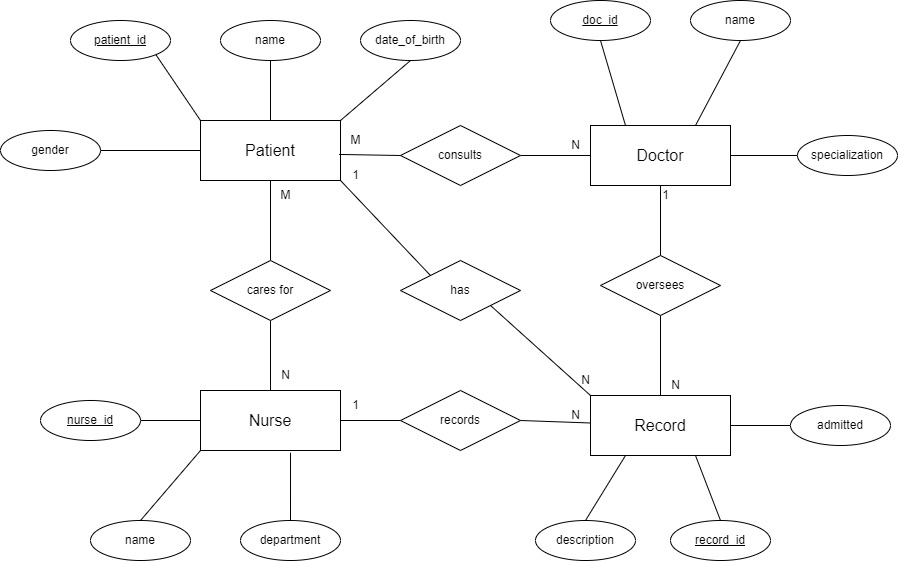 doc_id
name
patient_id
name
date_of_birth
M
gender
Patient
consults
N
Doctor
specialization
1
M
1
cares for
has
oversees
N
N
N
1
N
nurse_id
Nurse
records
Record
admitted
name
department
description
record_id